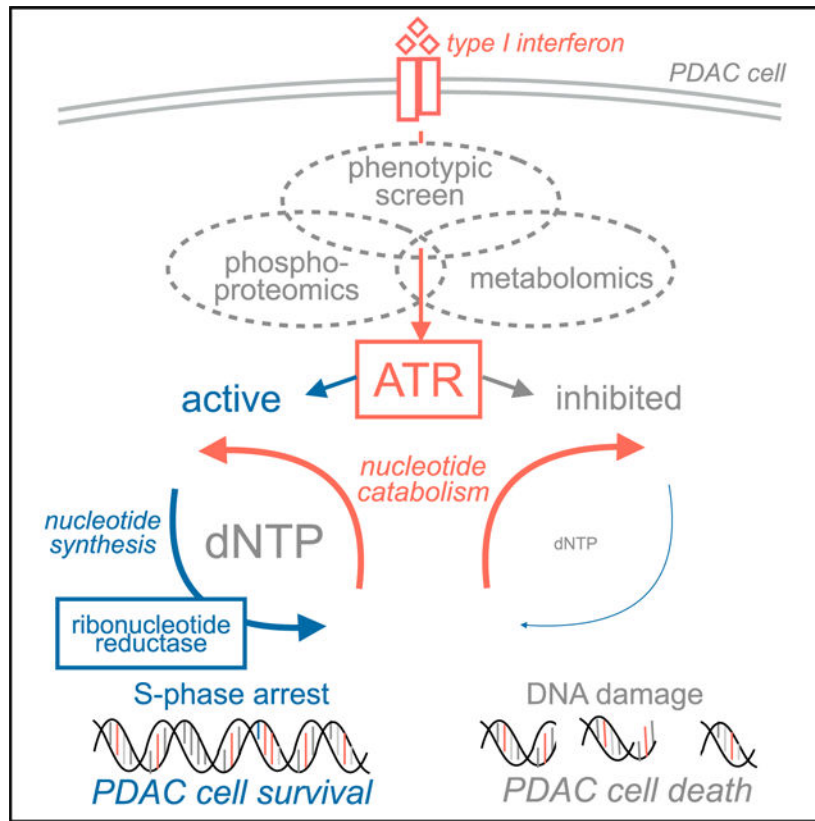 type I interferon
PDAC cell
phenotypic
screen
phospho-
proteomics
metabolomics
ATR
active
inhibited
nucleotide
catabolism
nucleotide
synthesis
dNTP
dNTP
ribonucleotide
reductase
S-phase arrest
DNA damage
PDAC cell survival
PDAC cell death